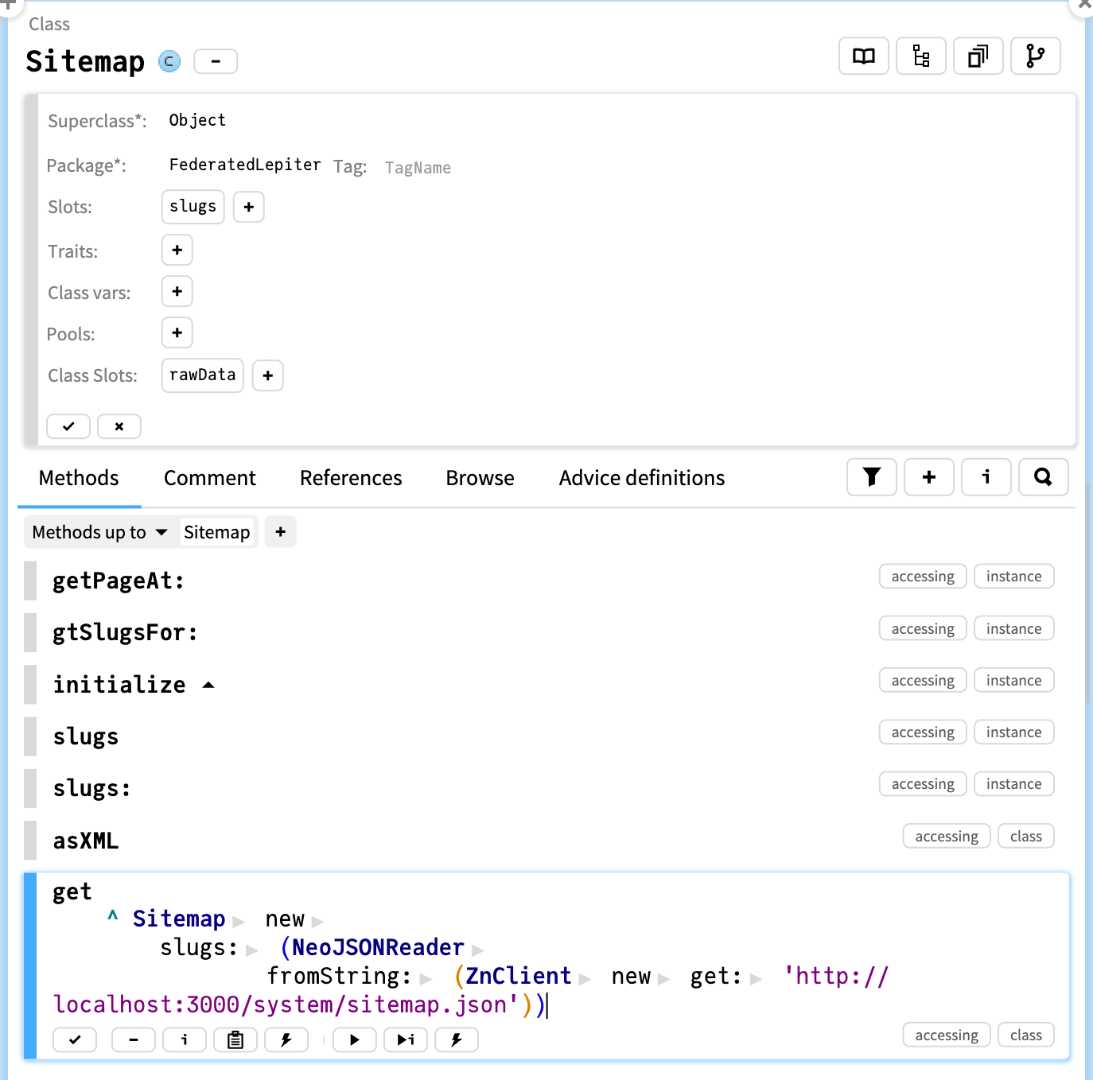 Class
Sitemap C -
Superclass*: Object
Package*: FederatedLepiter Tag: TagName
Slots: slugs +
Traits: +
Class vars: +
Pools: +
Class Slots: rawData +
Methods Comment References Browse Advice definitions + i
Methods up to Sitemap +
getPageAt: accessing instance
gtSlugsFor: accessing instance
initialize accessing instance
slugs accessing instance
slugs: accessing instance
asXML accessing class
get
^ Sitemap new
slugs: (NeoJSONReader
fromString: (ZnClient new get: 'http://
localhost:3000/system/sitemap.json'))
- i i accessing class